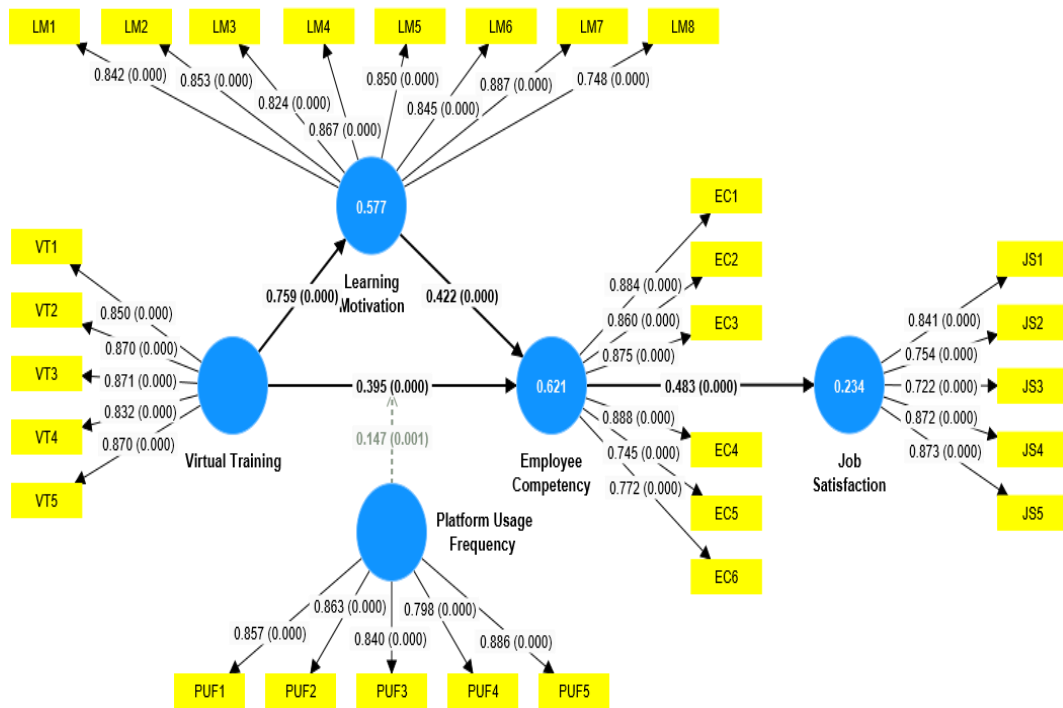 LM1 LM2 LM3 LM4 LM5 LM6 LM7 LM8
0.842 (0.000)
0.853 (0.000)
0.824 (0.000)
0.867 (0.000)
0.850 (0.000)
0.845 (0.000)
0.887 (0.000)
0.748 (0.000)
0.577
Learning
Motivation
VT1
VT2
VT3
VT4
VT5
0.850 (0.000)
0.870 (0.000)
0.871 (0.000)
0.832 (0.000)
0.870 (0.000)
Virtual Training
0.759 (0.000)
0.422 (0.000)
0.395 (0.000)
0.147 (0.001)
EC1
EC2
EC3
EC4
EC5
EC6
0.884 (0.000)
0.860 (0.000)
0.875 (0.000)
0.888 (0.000)
0.745 (0.000)
0.772 (0.000)
0.621
Employee
Competency
0.483 (0.000)
0.234
Job
Satisfaction
0.841 (0.000)
0.754 (0.000)
0.722 (0.000)
0.872 (0.000)
0.873 (0.000)
JS1
JS2
JS3
JS4
JS5
Platform Usage
Frequency
0.857 (0.000)
0.863 (0.000)
0.840 (0.000)
0.798 (0.000)
0.886 (0.000)
PUF1 PUF2 PUF3 PUF4 PUF5